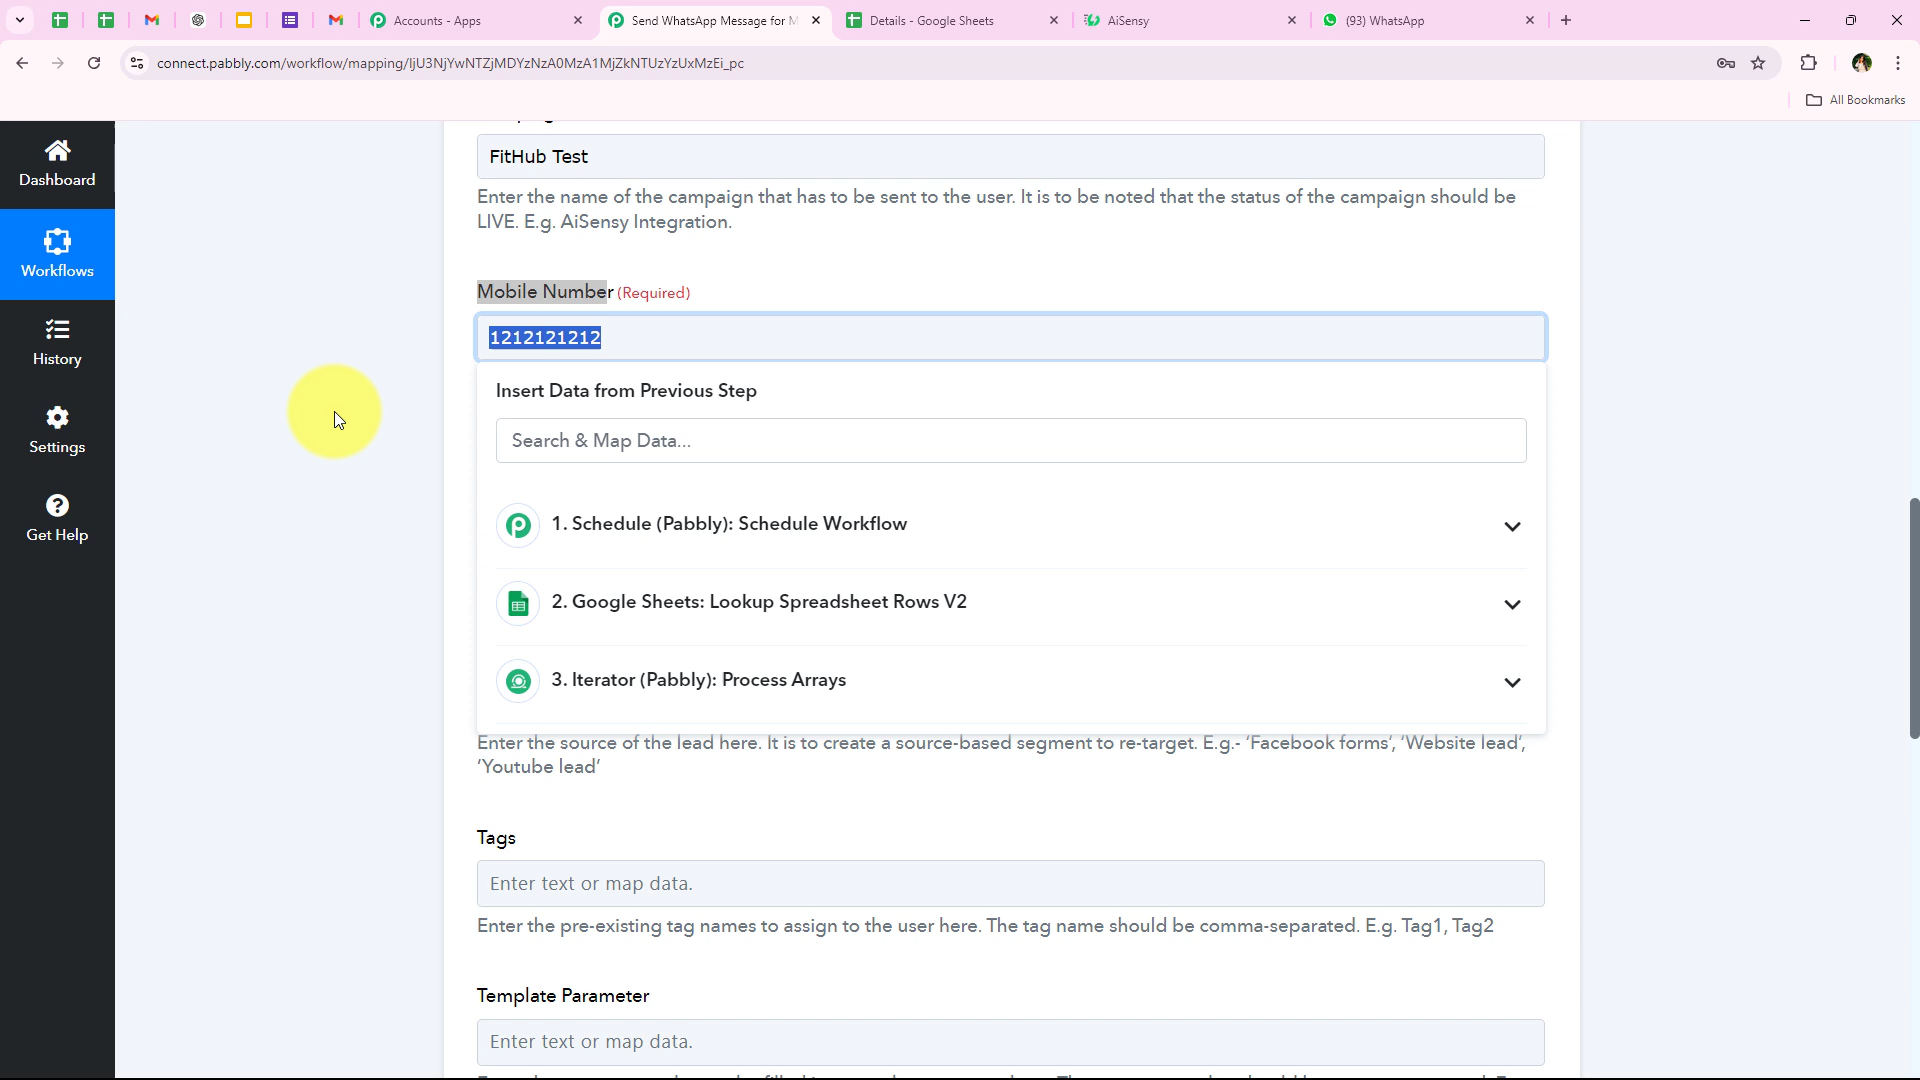 Accounts - Apps
Send WhatsApp Message for M
Details - Google Sheets
AiSensy
(93) WhatsApp
connect.pabbly.com/workflow/mapping/IjU3NjYwNTZjMDYzNzA0MzA1MjZkNTUzYzUxMzEi_pc
All Bookmarks
Dashboard
Workflows
History
Settings
Get Help
FitHub Test
Enter the name of the campaign that has to be sent to the user. It is to be noted that the status of the campaign should be
LIVE. E.g. AiSensy Integration.
Mobile Number (Required)
1212121212
Insert Data from Previous Step
Search & Map Data...
1. Schedule (Pabbly): Schedule Workflow
2. Google Sheets: Lookup Spreadsheet Rows V2
3. Iterator (Pabbly): Process Arrays
Enter the source of the lead here. It is to create a source-based segment to re-target. E.g.- ‘Facebook forms’, ‘Website lead’,
‘Youtube lead’
Tags
Enter text or map data.
Enter the pre-existing tag names to assign to the user here. The tag name should be comma-separated. E.g. Tag1, Tag2
Template Parameter
Enter text or map data.